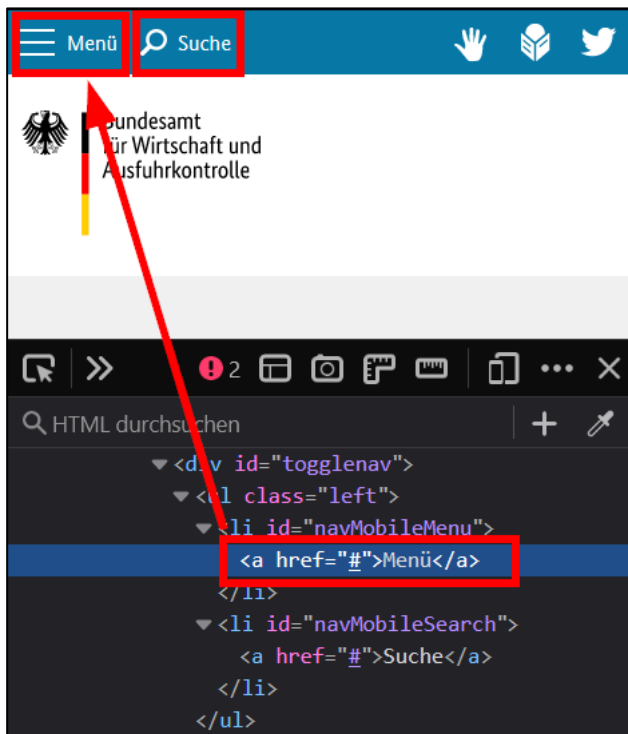 Menü Suche
Bundesamt
für Wirtschaft und
Ausfuhrkontrolle
2
HTML durchsuchen
<div id="togglenav">
<ul class="left">
<li id="navMobileMenu">
<a href="#">Menü</a>
</li>
<li id="navMobileSearch">
<a href="#">Suche</a>
</li>
</ul>